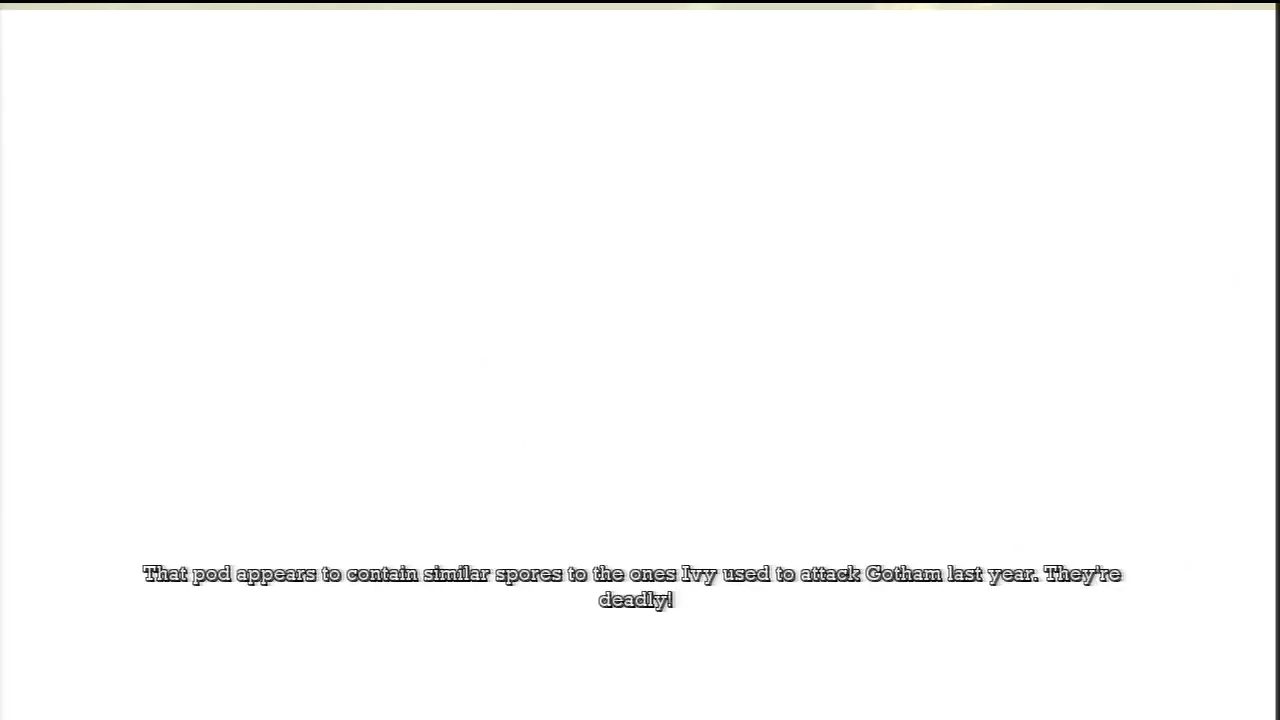 That pod appears to contain similar spores to the ones Ivy used to attack Gotham last year. They're
deadly!